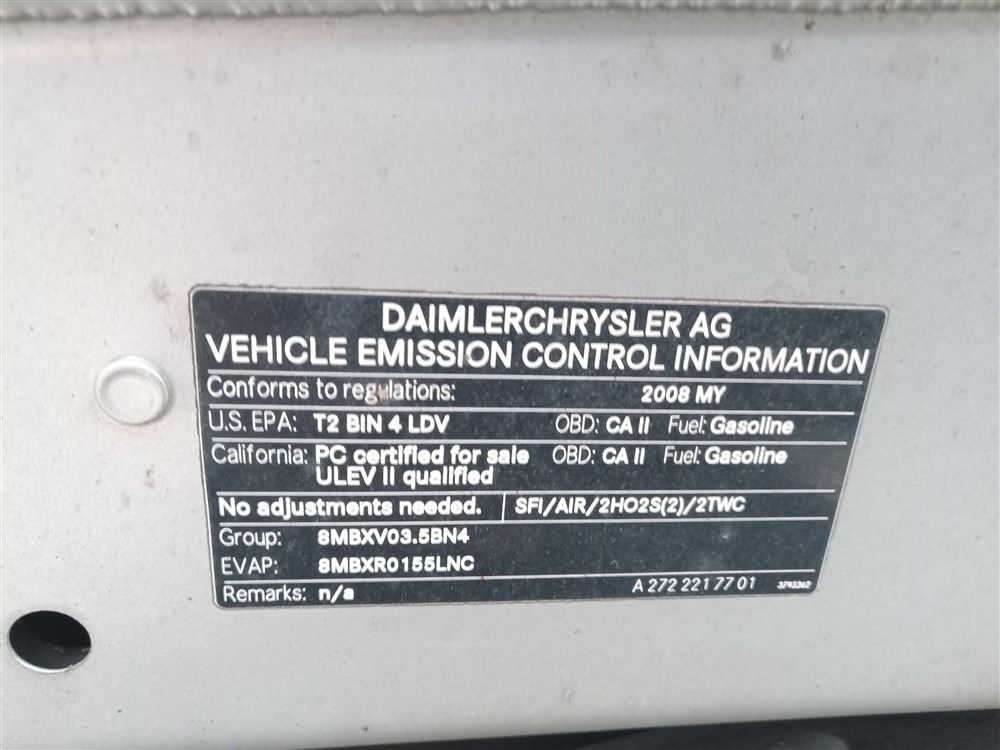 DAIMLERCHRYSLER AG
VEHICLE EMISSION CONTROL INFORMATION
Conforms to regulations: 2008 MY
U.S. EPA: T2 BIN 4 LDV OBD: CA II Fuel: Gasoline
California: PC certified for sale OBD: CA II Fuel: Gasoline
ULEV II qualified
No adjustments needed. SFI/AIR/2HO2S(2)/2TWC
Group: 8MBXV03.5BN4
EVAP: 8MBXR0155LNC
Remarks: n/a A 272 221 77 01 3793362